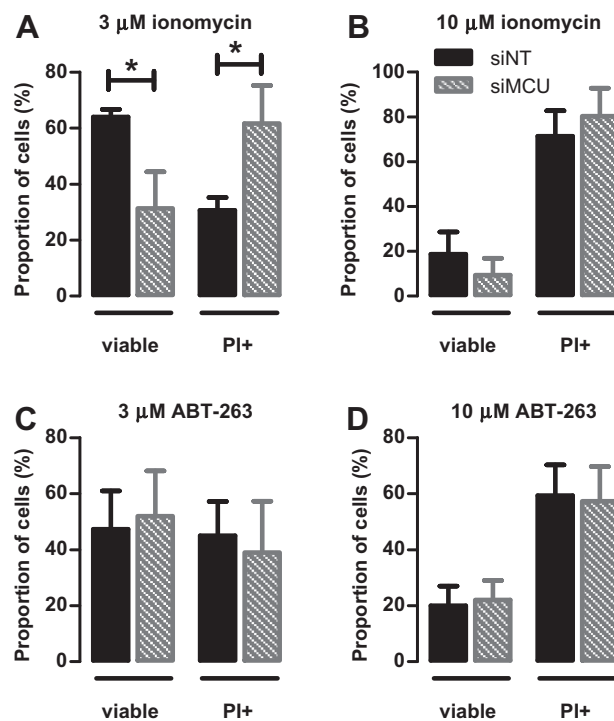 A
3 μM ionomycin
Proportion of cells (%)
80
60
40
20
0
*
*
viable
PI+
B
10 μM ionomycin
siNT
siMCU
Proportion of cells (%)
100
80
60
40
20
0
viable
PI+
C
3 μM ABT-263
Proportion of cells (%)
80
60
40
20
0
viable
PI+
D
10 μM ABT-263
Proportion of cells (%)
80
60
40
20
0
viable
PI+